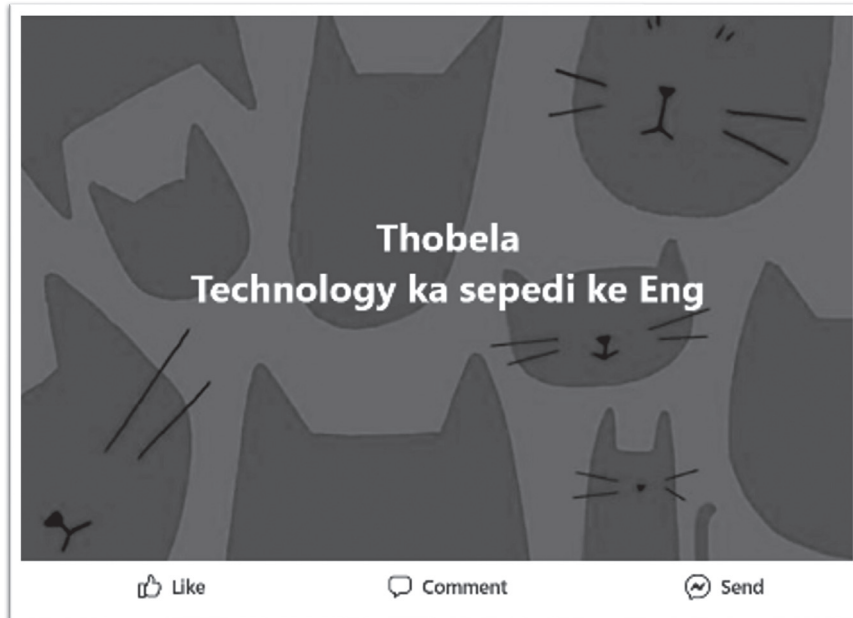 Thobela
Technology ka sepedi ke Eng
Like
Comment
Send